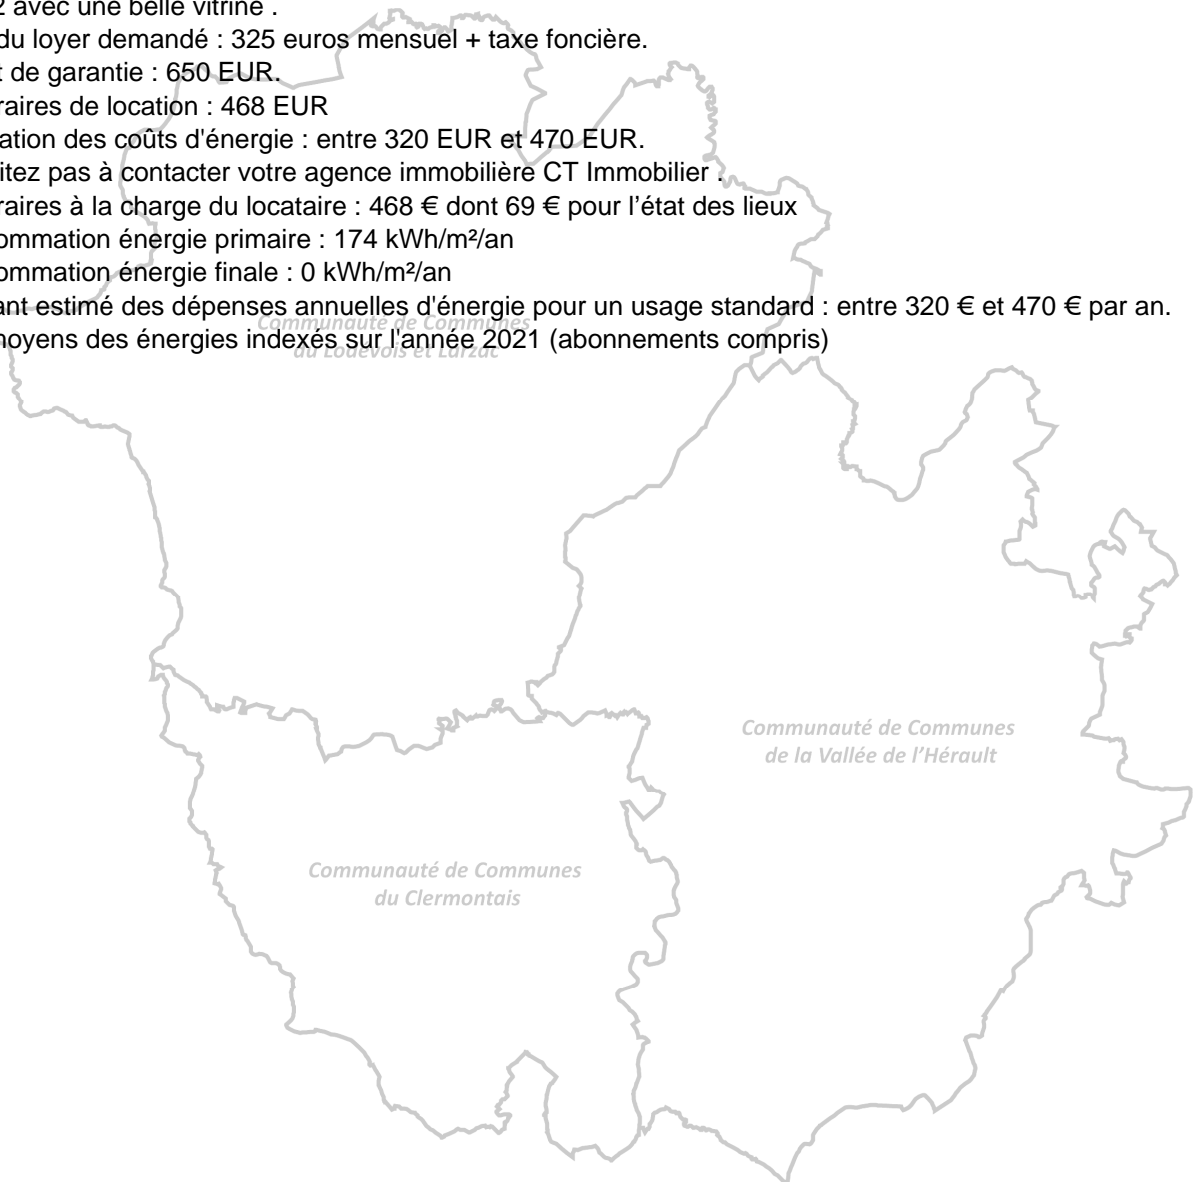 2 avec une belle vitrine .
du loyer demandé : 325 euros mensuel + taxe foncière.
t de garantie : 650 EUR.
raires de location : 468 EUR
ation des coûts d'énergie : entre 320 EUR et 470 EUR.
itez pas à contacter votre agence immobilière CT Immobilier .
raires à la charge du locataire : 468 € dont 69 € pour l’état des lieux
ommation énergie primaire : 174 kWh/m²/an
ommation énergie finale : 0 kWh/m²/an
ant estimé des dépenses annuelles d'énergie pour un usage standard : entre 320 € et 470 € par an.
Communauté de Communes
noyens des énergies indexés sur l'année 2021 (abonnements compris)
du Lodévois et Larzac
Communauté de Communes
de la Vallée de l’Hérault
Communauté de Communes
du Clermontais